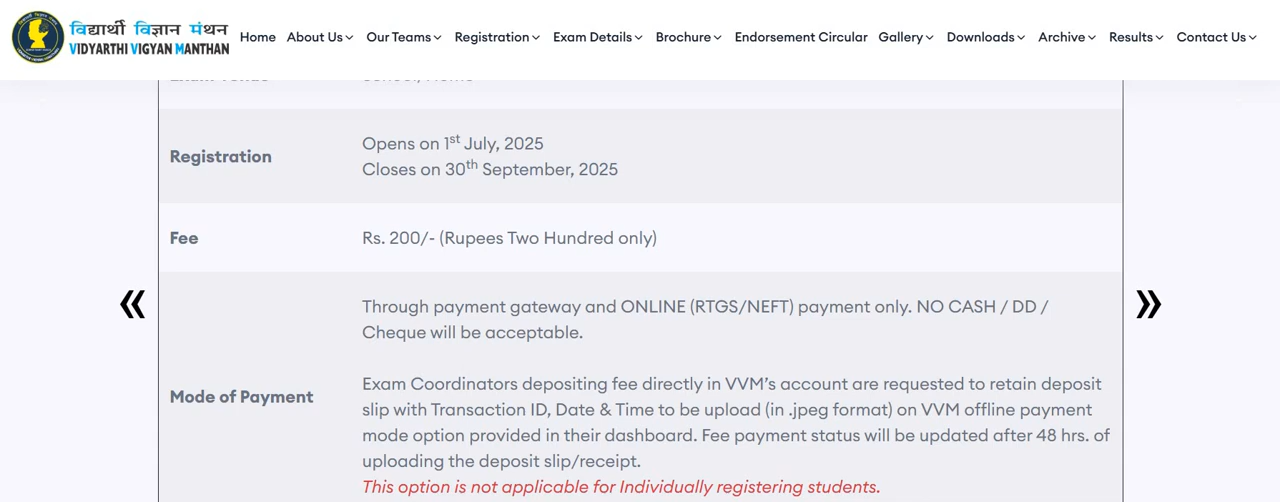 विद्यार्थी विज्ञान मंथन
VIDYARTHI VIGYAN MANTHAN
Home About Us Our Teams Registration Exam Details Brochure Endorsement Circular Gallery Downloads Archive Results Contact Us
Registration
Opens on 1st July, 2025
Closes on 30th September, 2025
Fee
Rs. 200/- (Rupees Two Hundred only)
Mode of Payment
Through payment gateway and ONLINE (RTGS/NEFT) payment only. NO CASH / DD /
Cheque will be acceptable.
Exam Coordinators depositing fee directly in VVM’s account are requested to retain deposit
slip with Transaction ID, Date & Time to be upload (in .jpeg format) on VVM offline payment
mode option provided in their dashboard. Fee payment status will be updated after 48 hrs. of
uploading the deposit slip/receipt.
This option is not applicable for Individually registering students.